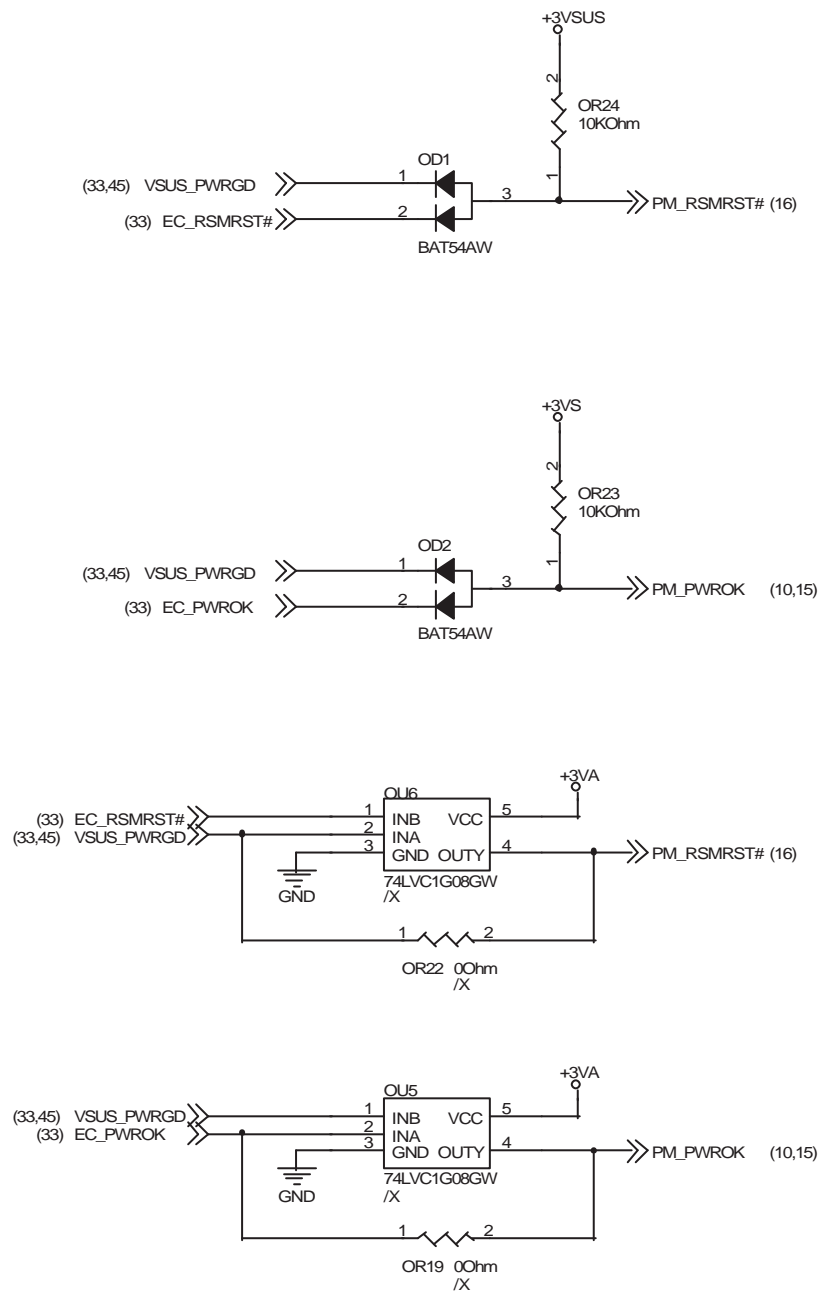 +3VSUS
2
OR24
10KOhm
1
OD1
(33,45) VSUS_PWRGD 1
3 PM_RSMRST# (16)
(33) EC_RSMRST# 2
BAT54AW
+3VS
2
OR23
10KOhm
1
OD2
(33,45) VSUS_PWRGD 1
3 PM_PWROK (10,15)
(33) EC_PWROK 2
BAT54AW
+3VA
OU6
(33) EC_RSMRST# 1 INB VCC 5
(33,45) VSUS_PWRGD 2 INA
3 GND OUTY 4 PM_RSMRST# (16)
GND
74LVC1G08GW
/X
1 2
OR22 0Ohm
/X
+3VA
OU5
(33,45) VSUS_PWRGD 1 INB VCC 5
(33) EC_PWROK 2 INA
3 GND OUTY 4 PM_PWROK (10,15)
GND
74LVC1G08GW
/X
1 2
OR19 0Ohm
/X